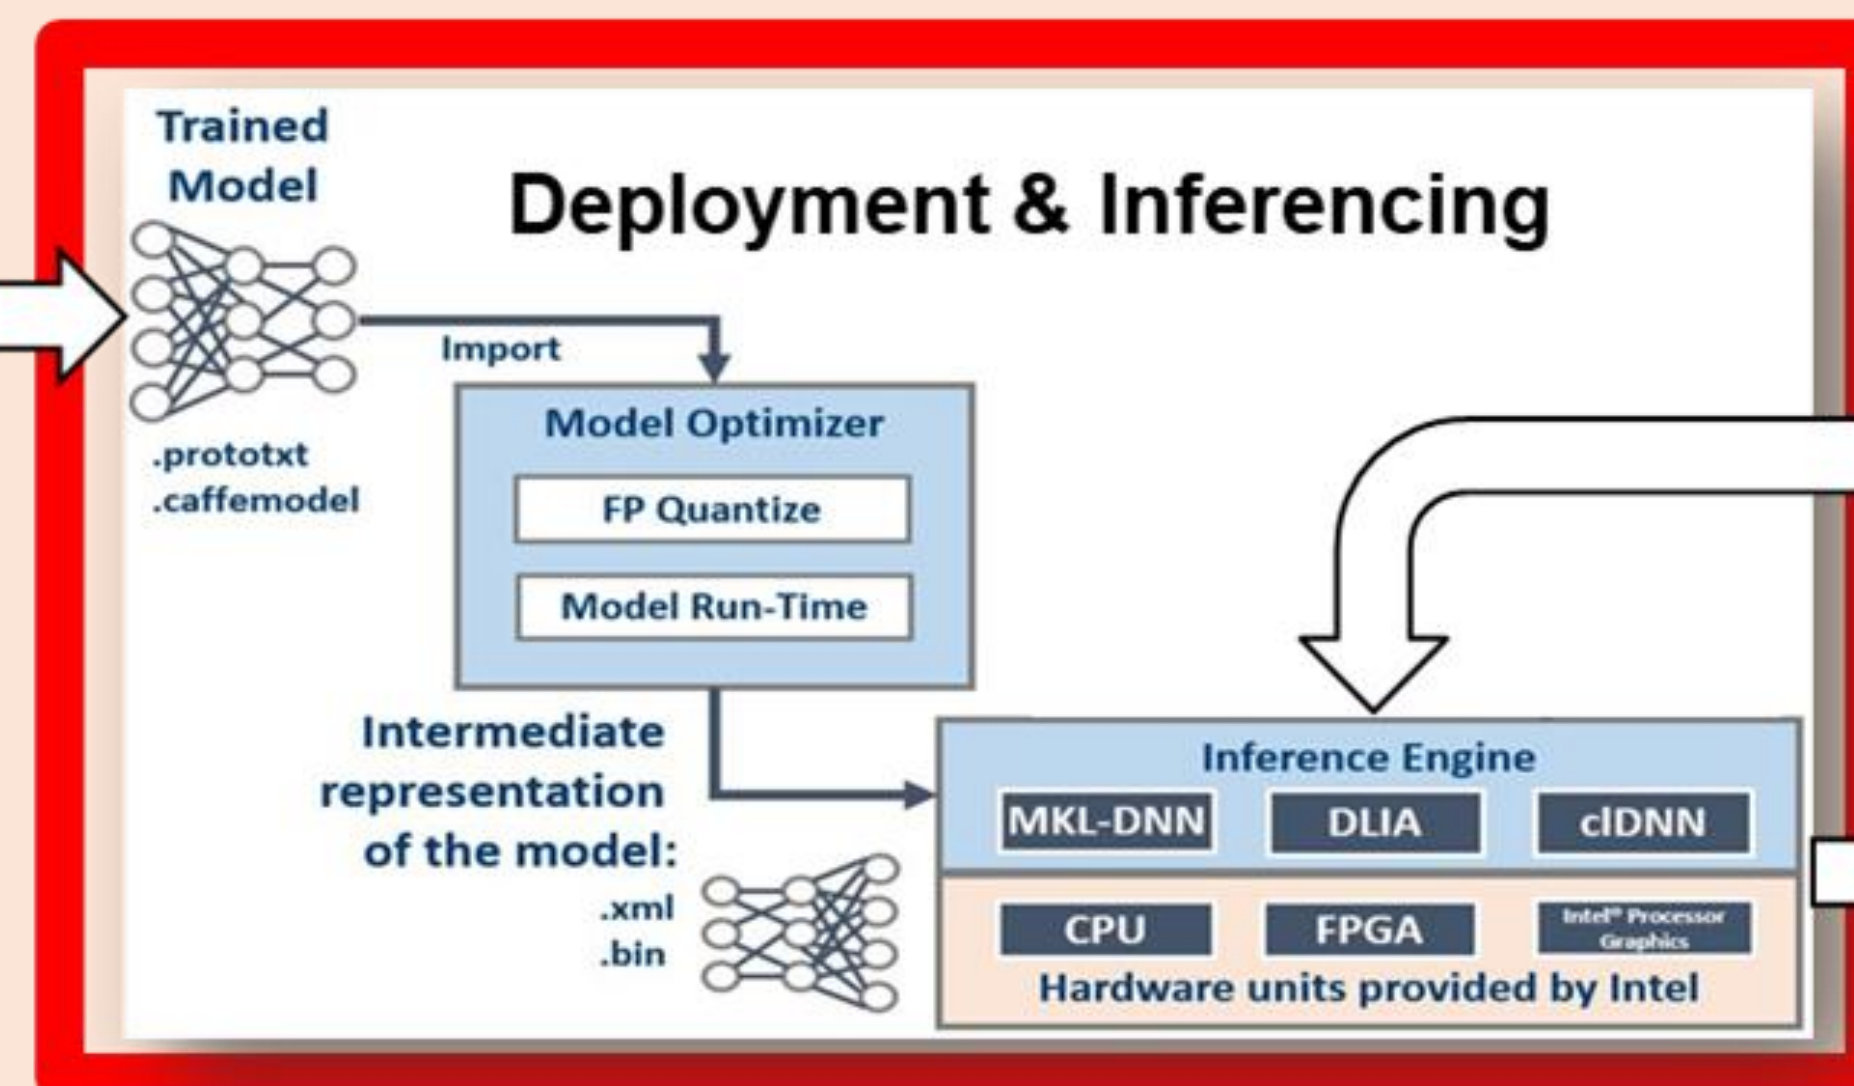 Trained
Model
Deployment & Inferencing
Import
.prototxt
.caffemodel
Model Optimizer
FP Quantize
Model Run-Time
Intermediate
representation
of the model:
.xml
.bin
Inference Engine
MKL-DNN
DLIA
clDNN
CPU
FPGA
Intel® Processor
Graphics
Hardware units provided by Intel